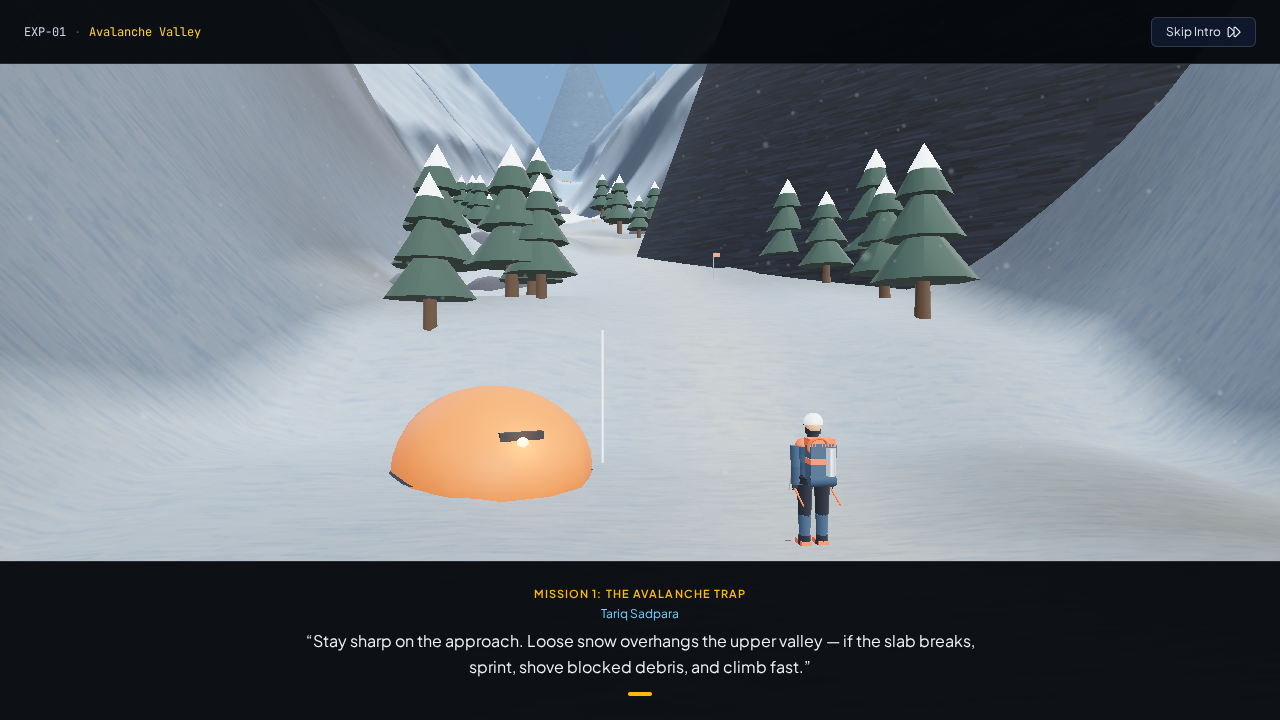 EXP-01 · Avalanche Valley
Skip Intro
MISSION 1: THE AVALANCHE TRAP
Tariq Sadpara
“Stay sharp on the approach. Loose snow overhangs the upper valley — if the slab breaks,
sprint, shove blocked debris, and climb fast.”